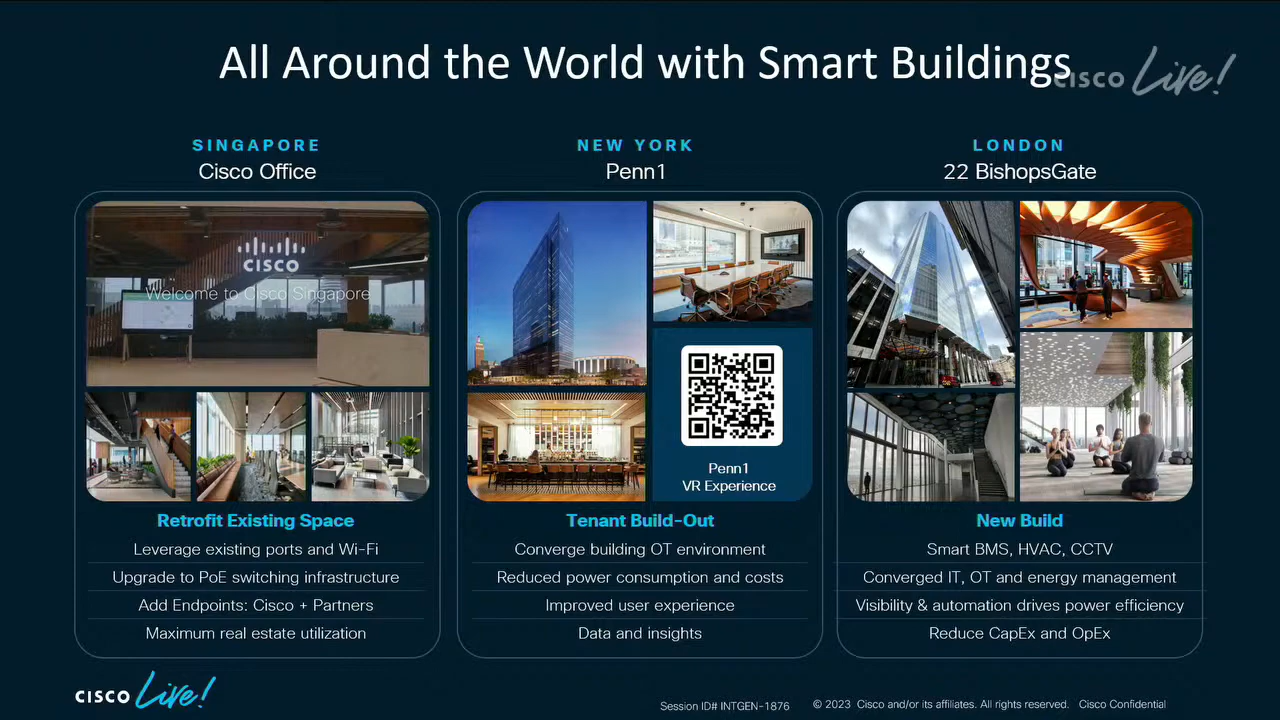 All Around the World with Smart Buildings
CISCO Live!
SINGAPORE
Cisco Office
CISCO
Welcome to Cisco Singapore
Retrofit Existing Space
Leverage existing ports and Wi-Fi
Upgrade to PoE switching infrastructure
Add Endpoints: Cisco + Partners
Maximum real estate utilization
NEW YORK
Penn1
Penn1
VR Experience
Tenant Build-Out
Converge building OT environment
Reduced power consumption and costs
Improved user experience
Data and insights
LONDON
22 BishopsGate
New Build
Smart BMS, HVAC, CCTV
Converged IT, OT and energy management
Visibility & automation drives power efficiency
Reduce CapEx and OpEx
CISCO Live!
Session ID# INTGEN-1876
© 2023 Cisco and/or its affiliates. All rights reserved. Cisco Confidential